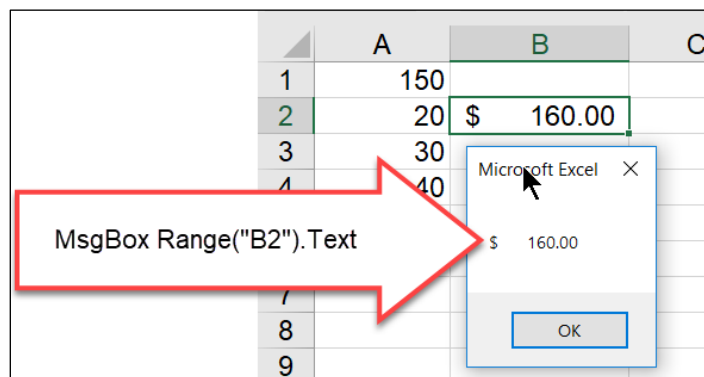 A B C
1 150
2 20 $ 160.00
3 30
Microsoft Excel
4 40
MsgBox Range("B2").Text
$ 160.00
7
8 OK
9